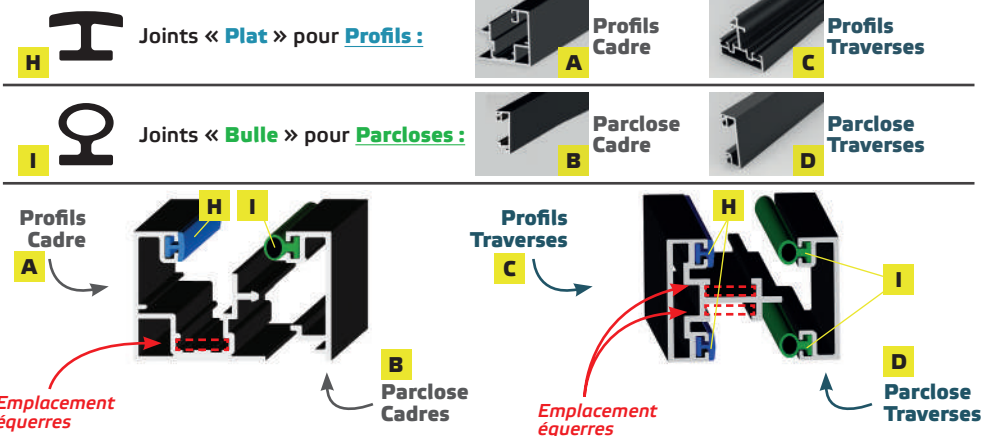 H
Joints « Plat » pour Profils :
A
Profils
Cadre
C
Profils
Traverses
I
Joints « Bulle » pour Parcloses :
B
Parclose
Cadre
D
Parclose
Traverses
Profils
Cadre
A
H
I
B
Parclose
Cadres
Emplacement
équerres
Profils
Traverses
C
H
I
D
Parclose
Traverses
Emplacement
équerres